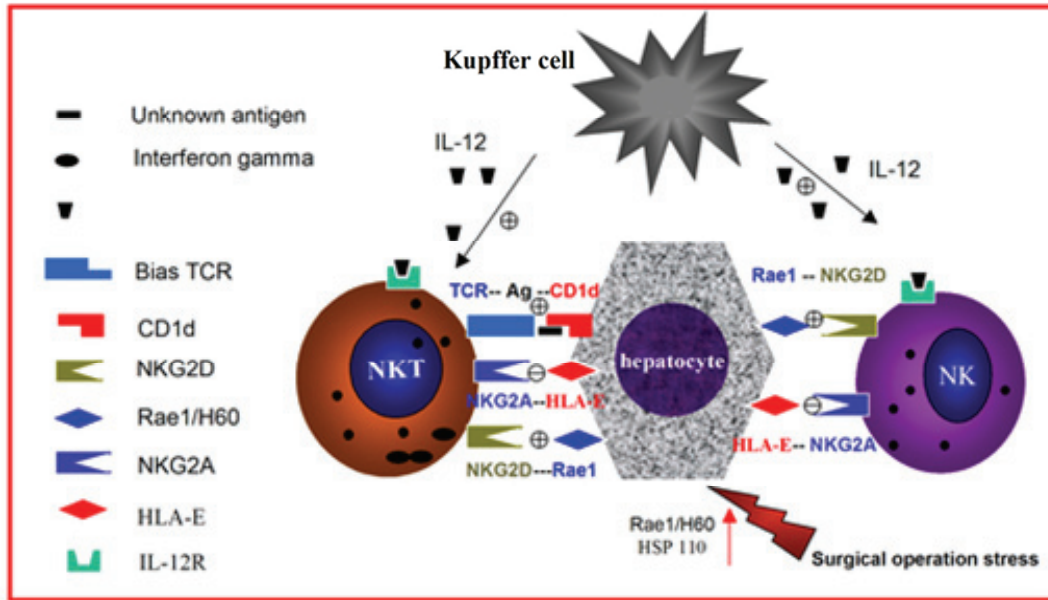 Kupffer cell
Unknown antigen
Interferon gamma
Bias TCR
CD1d
NKG2D
Rae1/H60
NKG2A
HLA-E
IL-12R
IL-12
IL-12
TCR-- Ag --CD1d
NKT
NKG2A--HLA-E
NKG2D---Rae1
hepatocyte
Rae1 -- NKG2D
NK
HLA-E-- NKG2A
Rae1/H60
HSP 110
Surgical operation stress